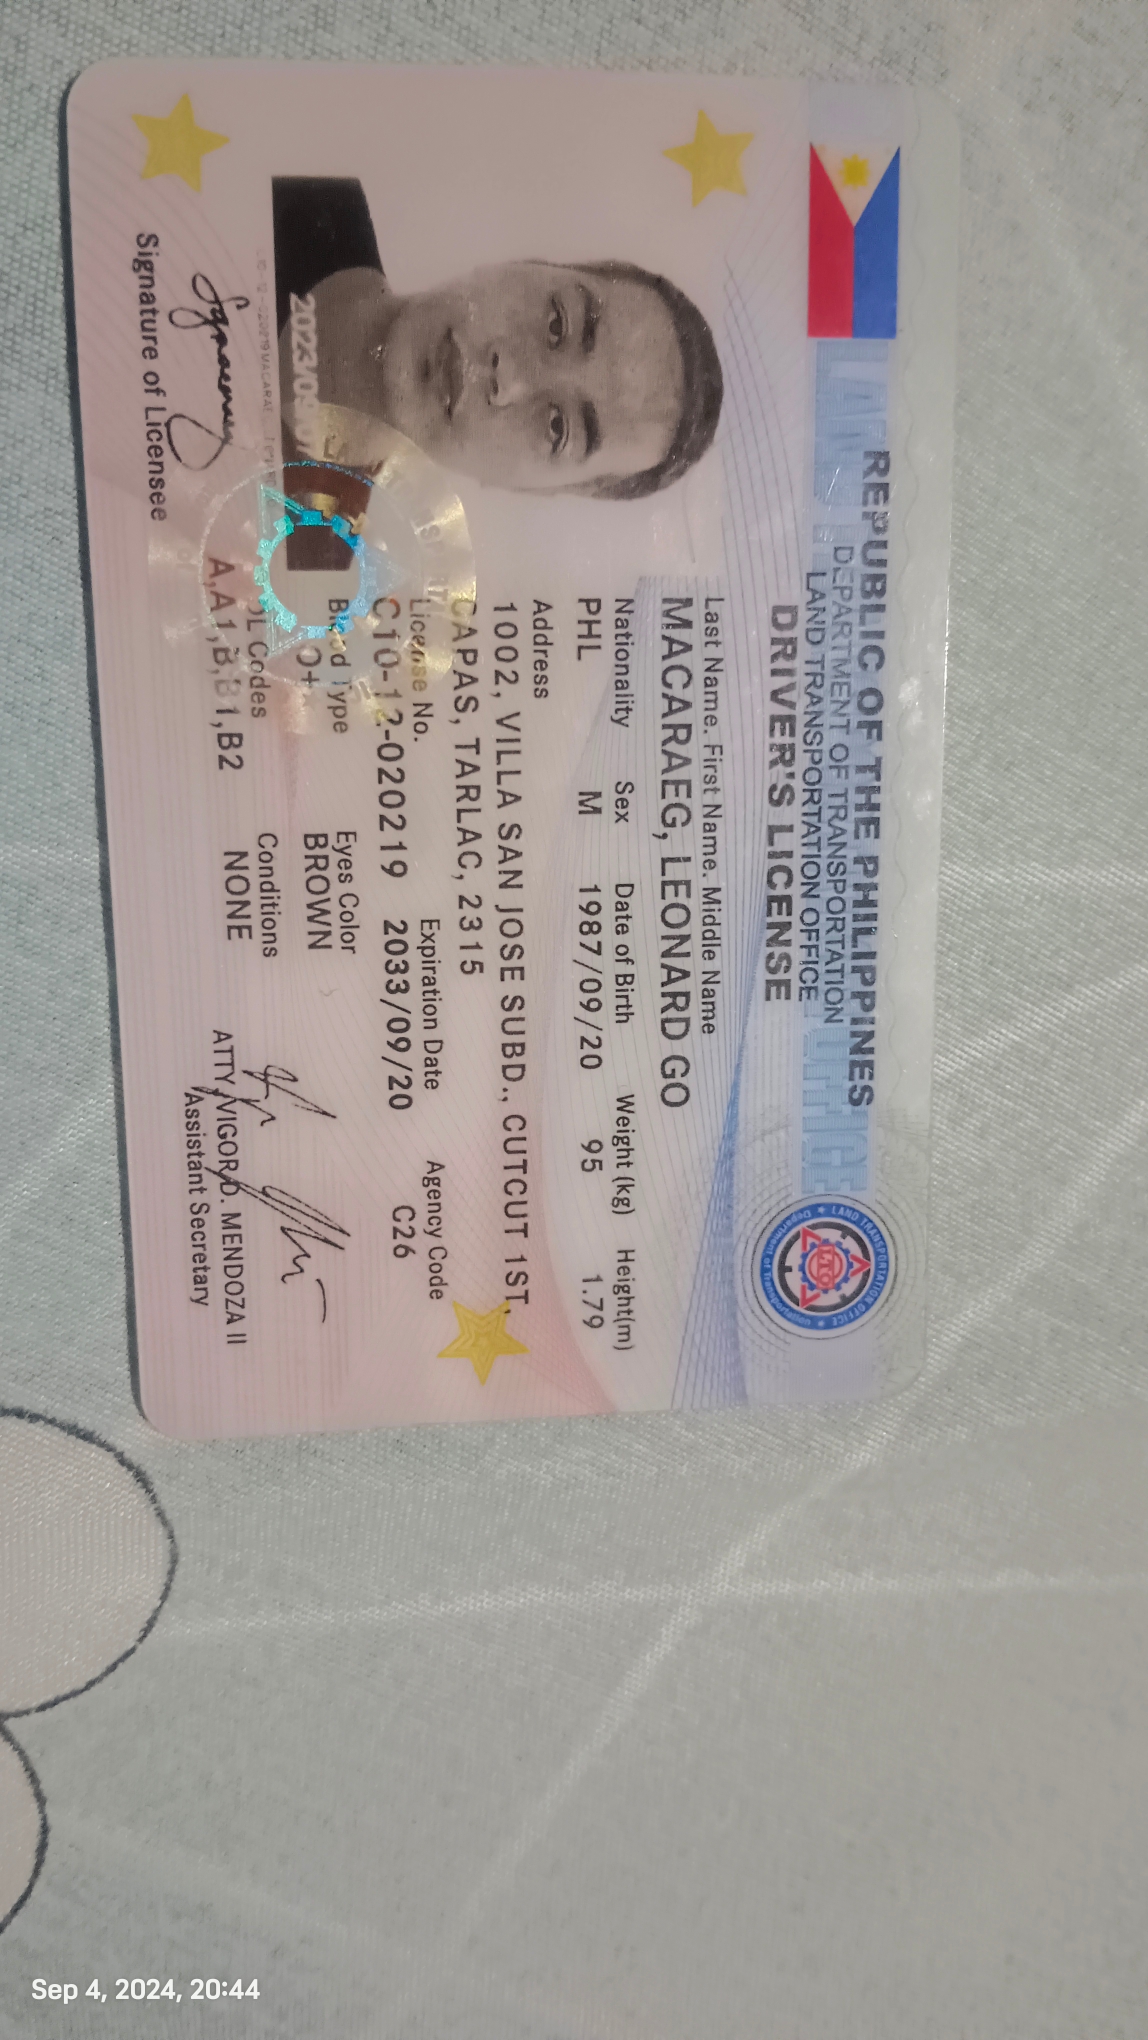 REPUBLIC OF THE PHILIPPINES
DEPARTMENT OF TRANSPORTATION
LAND TRANSPORTATION OFFICE
DRIVER'S LICENSE
LAND TRANSPORTATION OFFICE
Department of Transportation
LTO
Last Name. First Name. Middle Name
MACARAEG, LEONARD GO
Nationality Sex Date of Birth Weight (kg) Height(m)
PHL M 1987/09/20 95 1.79
Address
1002, VILLA SAN JOSE SUBD., CUTCUT 1ST,
CAPAS, TARLAC, 2315
License No. Expiration Date Agency Code
C10-12-020219 2033/09/20 C26
Blood Type Eyes Color
O+ BROWN
DL Codes Conditions
A,A1,B,B1,B2 NONE
2023/09/07
ATTY. VIGOR D. MENDOZA II
Assistant Secretary
Signature of Licensee
Sep 4, 2024, 20:44